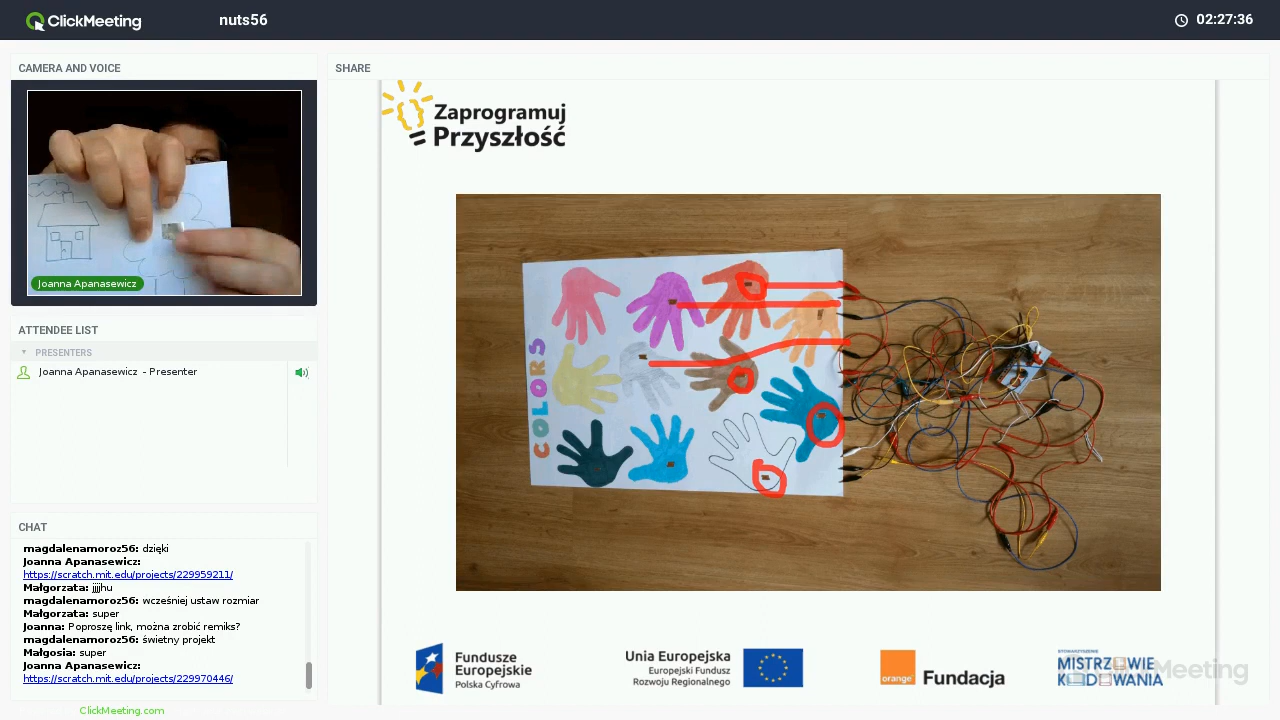 ClickMeeting
nuts56
02:27:36
CAMERA AND VOICE
Joanna Apanasewicz
ATTENDEE LIST
PRESENTERS
Joanna Apanasewicz - Presenter
CHAT
magdalenamoroz56: dzięki
Joanna Apanasewicz:
https://scratch.mit.edu/projects/229959211/
Małgorzata: jjjjhu
magdalenamoroz56: wcześniej ustaw rozmiar
Małgorzata: super
Joanna: Poproszę link, można zrobić remiks?
magdalenamoroz56: świetny projekt
Małgosia: super
Joanna Apanasewicz:
https://scratch.mit.edu/projects/229970446/
ClickMeeting.com
SHARE
Zaprogramuj
Przyszłość
COLORS
Fundusze
Europejskie
Polska Cyfrowa
Unia Europejska
Europejski Fundusz
Rozwoju Regionalnego
orange
Fundacja
STOWARZYSZENIE
MISTRZOWIE
KODOWANIA